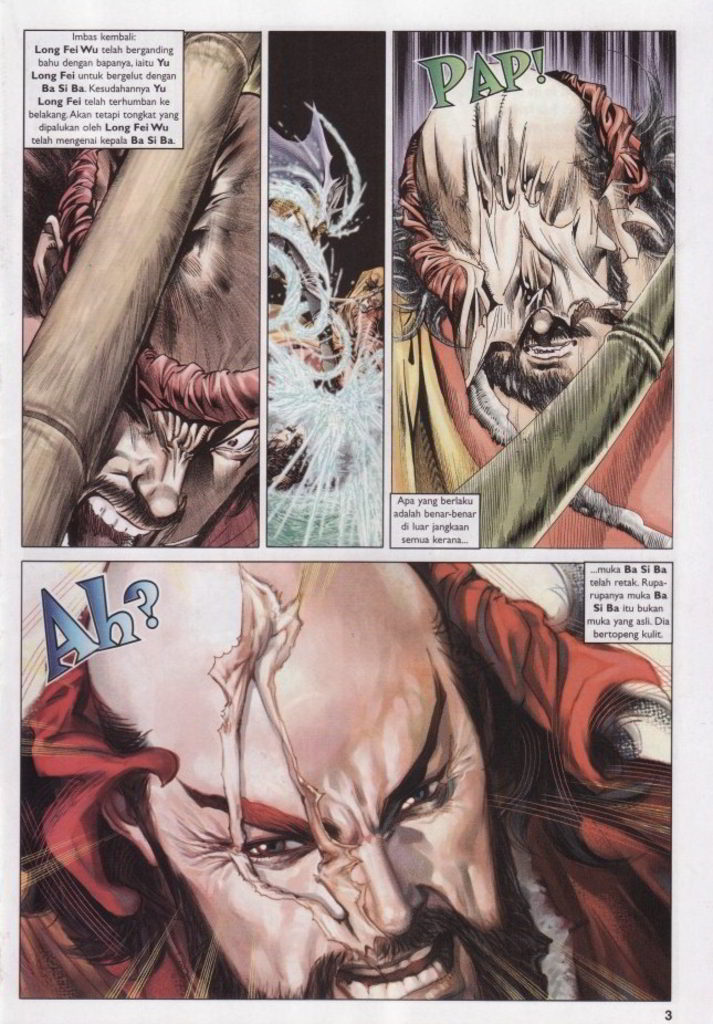 Imbas kembali:
Long Fei Wu telah berganding
bahu dengan bapanya, iaitu Yu
Long Fei untuk bergelut dengan
Ba Si Ba. Kesudahannya Yu
Long Fei telah terhumban ke
belakang. Akan tetapi tongkat yang
dipalukan oleh Long Fei Wu
telah mengenai kepala Ba Si Ba.
PAP!
Apa yang berlaku
adalah benar-benar
di luar jangkaan
semua kerana...
Ah?
...muka Ba Si Ba
telah retak. Rupa-
rupanya muka Ba
Si Ba itu bukan
muka yang asli. Dia
bertopeng kulit.
3